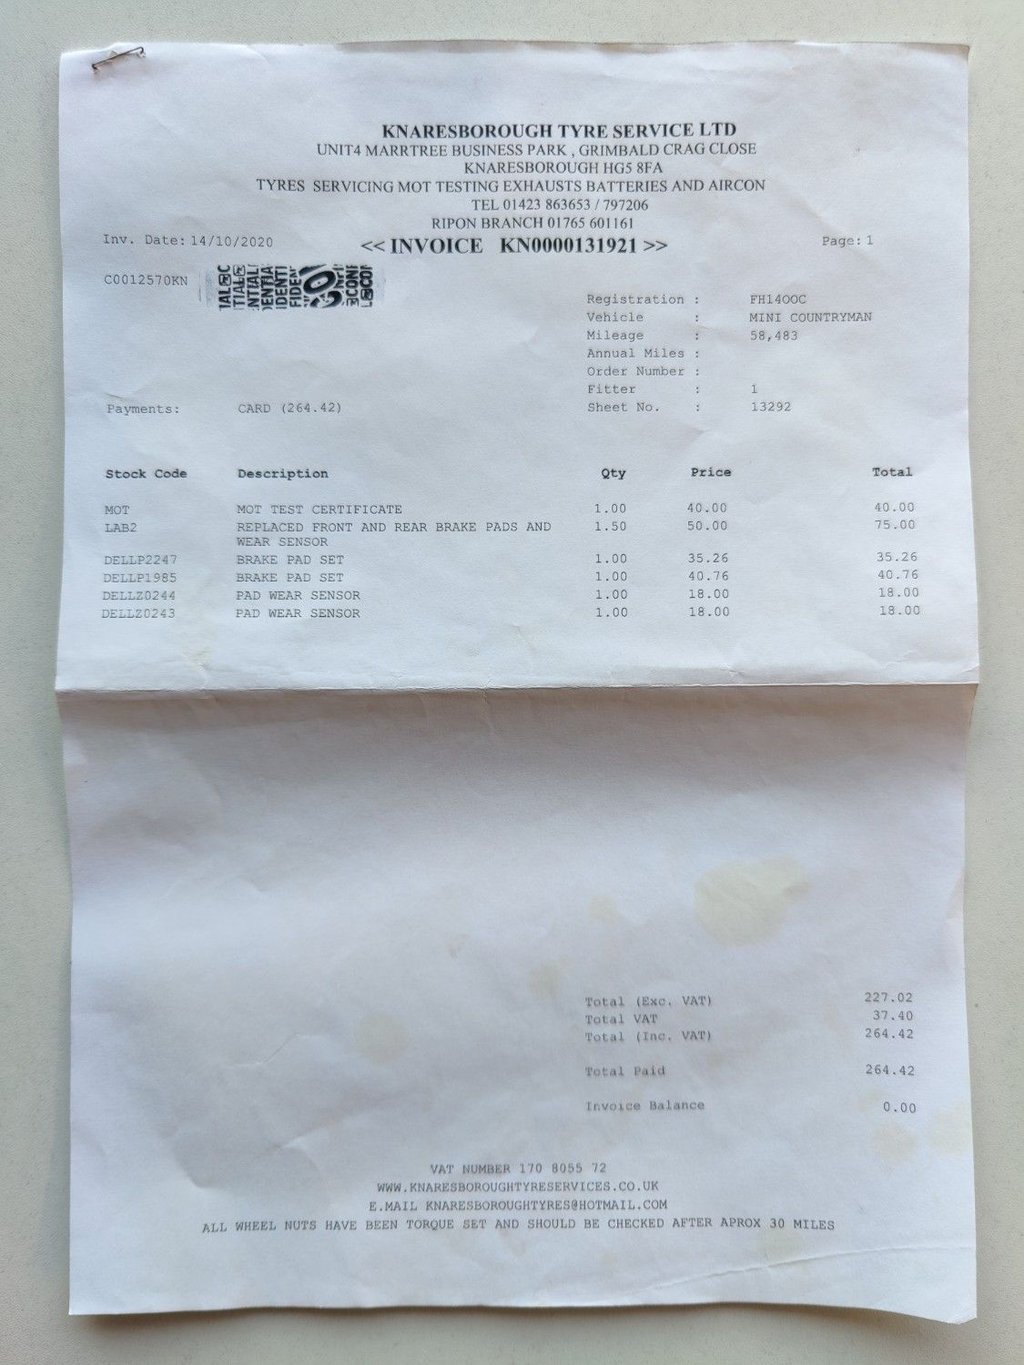 KNARESBOROUGH TYRE SERVICE LTD
UNIT4 MARRTREE BUSINESS PARK , GRIMBALD CRAG CLOSE
KNARESBOROUGH HG5 8FA
TYRES SERVICING MOT TESTING EXHAUSTS BATTERIES AND AIRCON
TEL 01423 863653 / 797206
RIPON BRANCH 01765 601161
Inv. Date: 14/10/2020 << INVOICE KN0000131921 >> Page: 1
C0012570KN
Registration : FH14OOC
Vehicle : MINI COUNTRYMAN
Mileage : 58,483
Annual Miles :
Order Number :
Fitter : 1
Payments: CARD (264.42) Sheet No. : 13292
Stock Code Description Qty Price Total
MOT MOT TEST CERTIFICATE 1.00 40.00 40.00
LAB2 REPLACED FRONT AND REAR BRAKE PADS AND 1.50 50.00 75.00
WEAR SENSOR
DELLP2247 BRAKE PAD SET 1.00 35.26 35.26
DELLP1985 BRAKE PAD SET 1.00 40.76 40.76
DELLZ0244 PAD WEAR SENSOR 1.00 18.00 18.00
DELLZ0243 PAD WEAR SENSOR 1.00 18.00 18.00
Total (Exc. VAT) 227.02
Total VAT 37.40
Total (Inc. VAT) 264.42
Total Paid 264.42
Invoice Balance 0.00
VAT NUMBER 170 8055 72
WWW.KNARESBOROUGHTYRESERVICES.CO.UK
E.MAIL KNARESBOROUGHTYRES@HOTMAIL.COM
ALL WHEEL NUTS HAVE BEEN TORQUE SET AND SHOULD BE CHECKED AFTER APROX 30 MILES